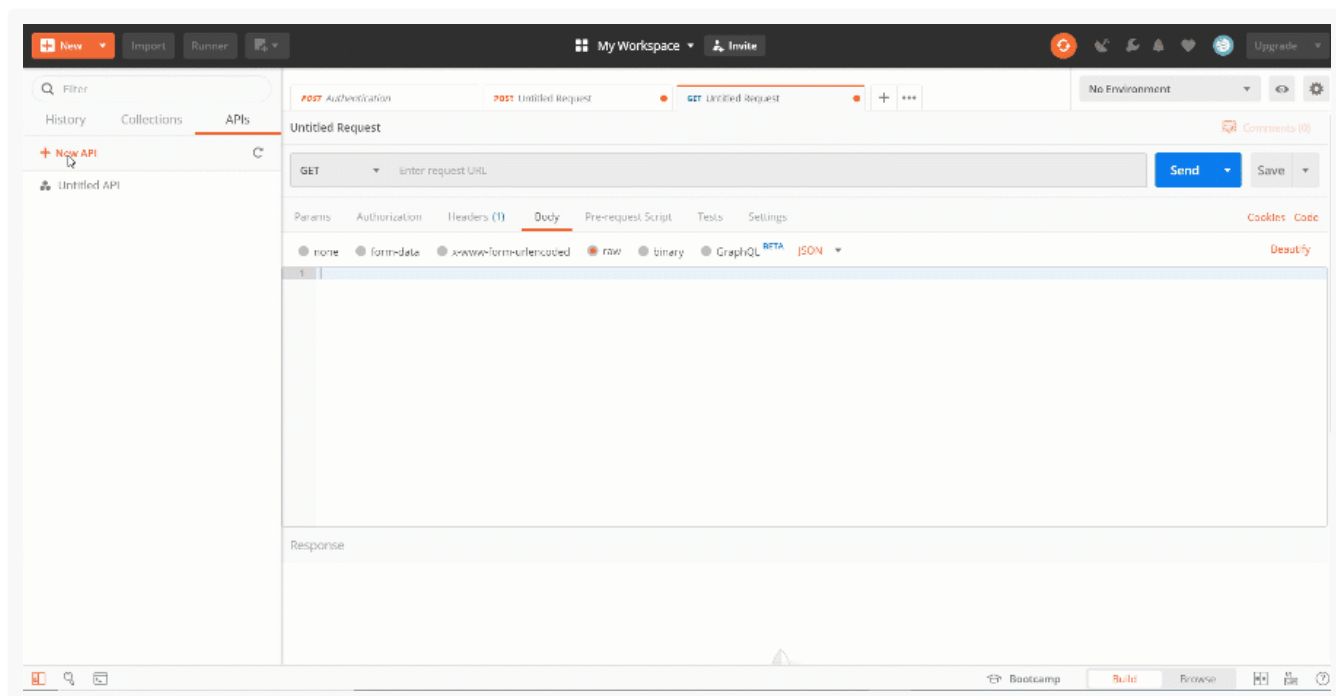 New Import Runner My Workspace Invite Upgrade
Filter
History Collections APIs
+ New API
Untitled API
POST Authentication POST Untitled Request GET Untitled Request + ••• No Environment
Untitled Request Comments (0)
GET Enter request URL Send Save
Params Authorization Headers (1) Body Pre-request Script Tests Settings Cookies Code
none form-data x-www-form-urlencoded raw binary GraphQL BETA JSON Beautify
1
Response
Bootcamp Build Browse